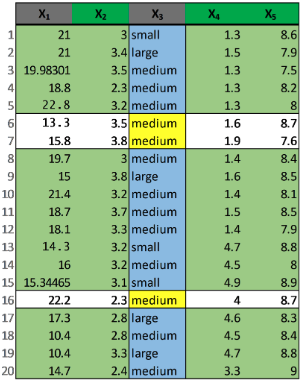 X₁ X₂ X₃ X₄ X₅
1 21 3 small 1.3 8.6
2 21 3.4 large 1.5 7.9
3 19.98301 3.5 medium 1.3 7.5
4 18.8 2.3 medium 1.3 8.2
5 22.8 3.2 medium 1.3 8
6 13.3 3.5 medium 1.6 8.7
7 15.8 3.8 medium 1.9 7.6
8 19.7 3 medium 1.4 8.4
9 15 3.8 large 1.6 8.5
10 21.4 3.2 medium 1.4 8.1
11 18.7 3.7 medium 1.5 8.5
12 18.1 3.3 medium 1.4 7.9
13 14.3 3.2 small 4.7 8.8
14 16 3.2 medium 4.5 8
15 15.34465 3.1 small 4.9 8.9
16 22.2 2.3 medium 4 8.7
17 17.3 2.8 large 4.6 8.3
18 10.4 2.8 medium 4.5 8.4
19 10.4 3.3 large 4.7 8.8
20 14.7 2.4 medium 3.3 9